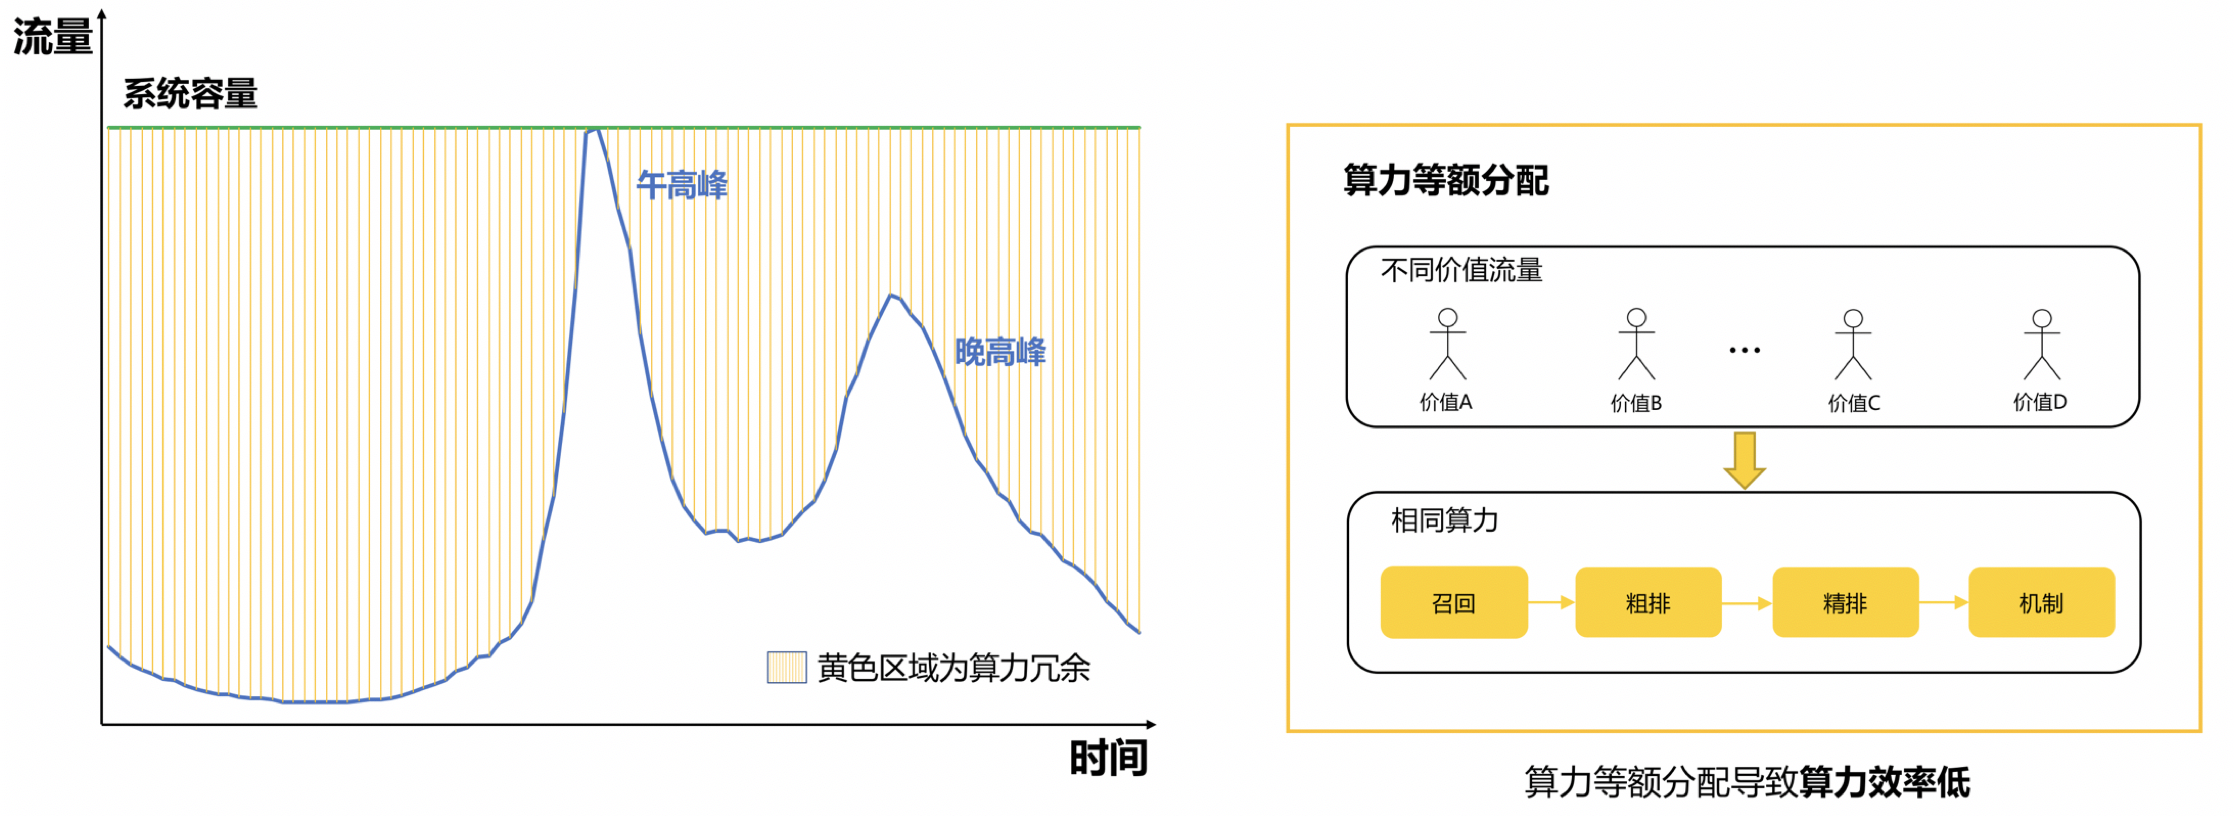 流量
系统容量
午高峰
晚高峰
黄色区域为算力冗余
时间
算力等额分配
不同价值流量
价值A
价值B
...
价值C
价值D
相同算力
召回
粗排
精排
机制
算力等额分配导致算力效率低